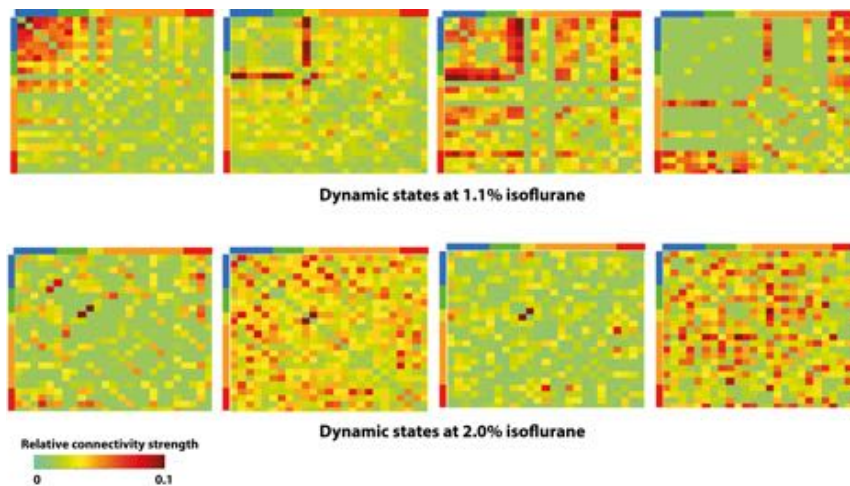 Dynamic states at 1.1% isoflurane
Dynamic states at 2.0% isoflurane
Relative connectivity strength
0 0.1